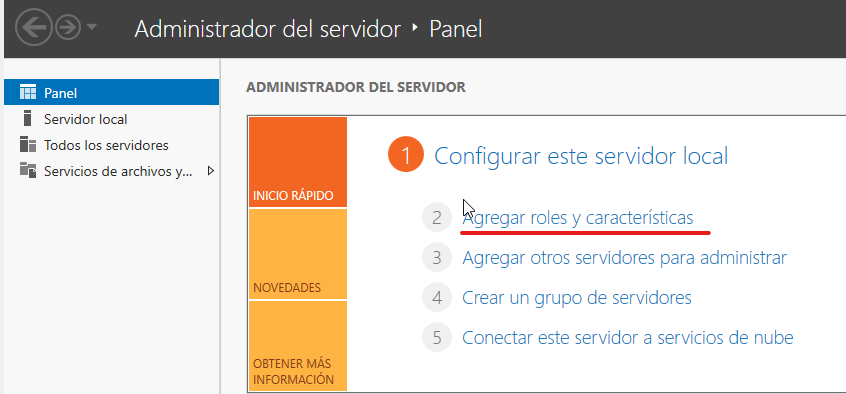 Administrador del servidor ‣ Panel
Panel
Servidor local
Todos los servidores
Servicios de archivos y...
ADMINISTRADOR DEL SERVIDOR
INICIO RÁPIDO
NOVEDADES
OBTENER MÁS
INFORMACIÓN
1 Configurar este servidor local
2 Agregar roles y características
3 Agregar otros servidores para administrar
4 Crear un grupo de servidores
5 Conectar este servidor a servicios de nube